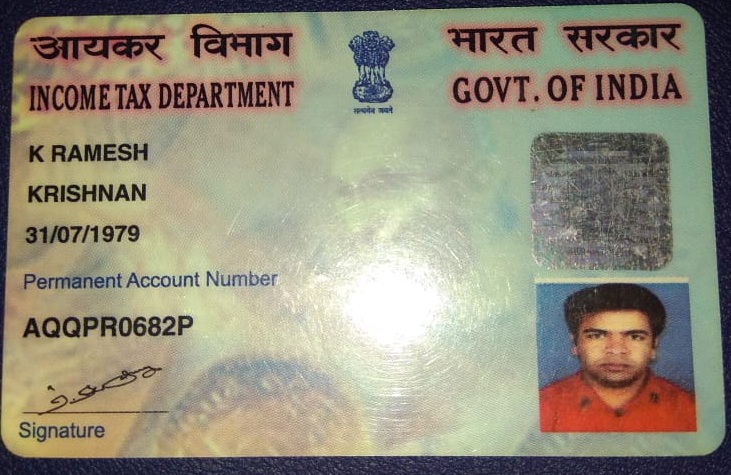 आयकर विभाग
भारत सरकार
INCOME TAX DEPARTMENT
GOVT. OF INDIA
सत्यमेव जयते
K RAMESH
KRISHNAN
31/07/1979
Permanent Account Number
AQQPR0682P
Signature